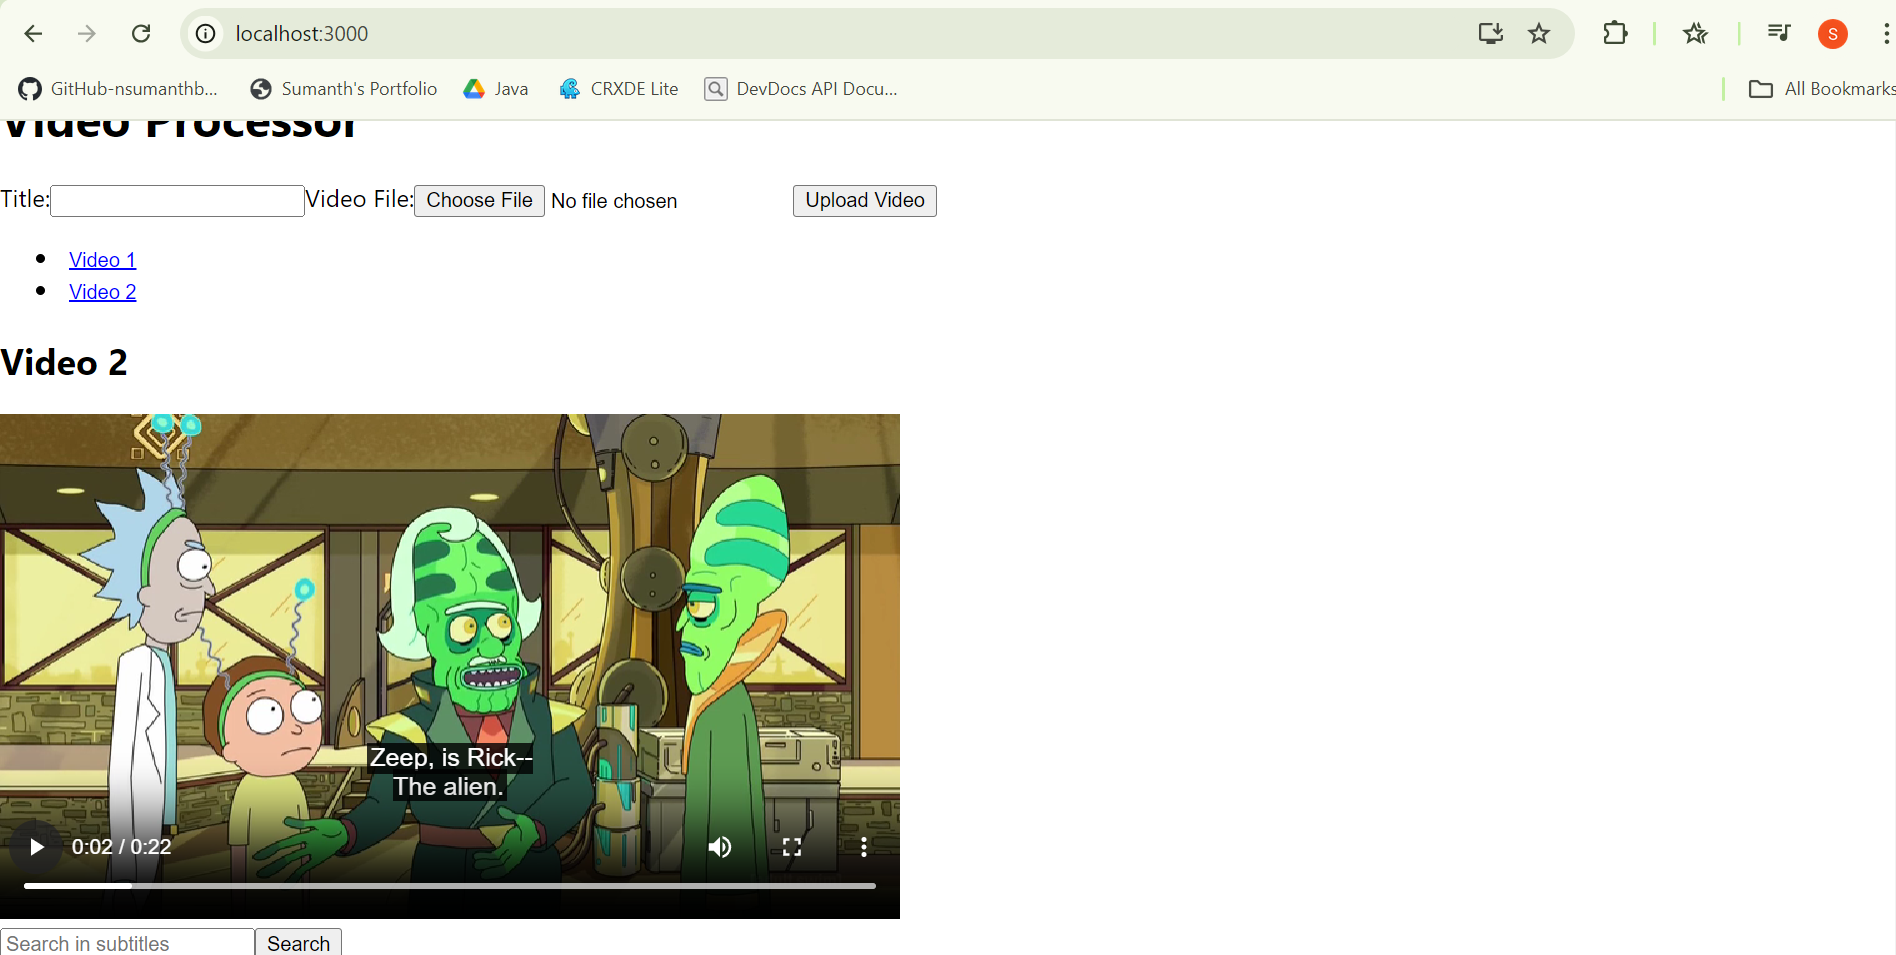 localhost:3000
S
GitHub-nsumanthb... Sumanth's Portfolio Java CRXDE Lite DevDocs API Docu... All Bookmarks
Video Processor
Title: Video File: Choose File No file chosen Upload Video
Video 1
Video 2
Video 2
Zeep, is Rick--
The alien.
0:02 / 0:22
Search in subtitles Search